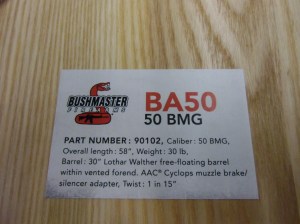 BUSHMASTER
FIREARMS
BA50
50 BMG
PART NUMBER: 90102, Caliber: 50 BMG,
Overall length: 58", Weight: 30 lb,
Barrel: 30" Lothar Walther free-floating barrel
within vented forend. AAC® Cyclops muzzle brake/
silencer adapter, Twist: 1 in 15"